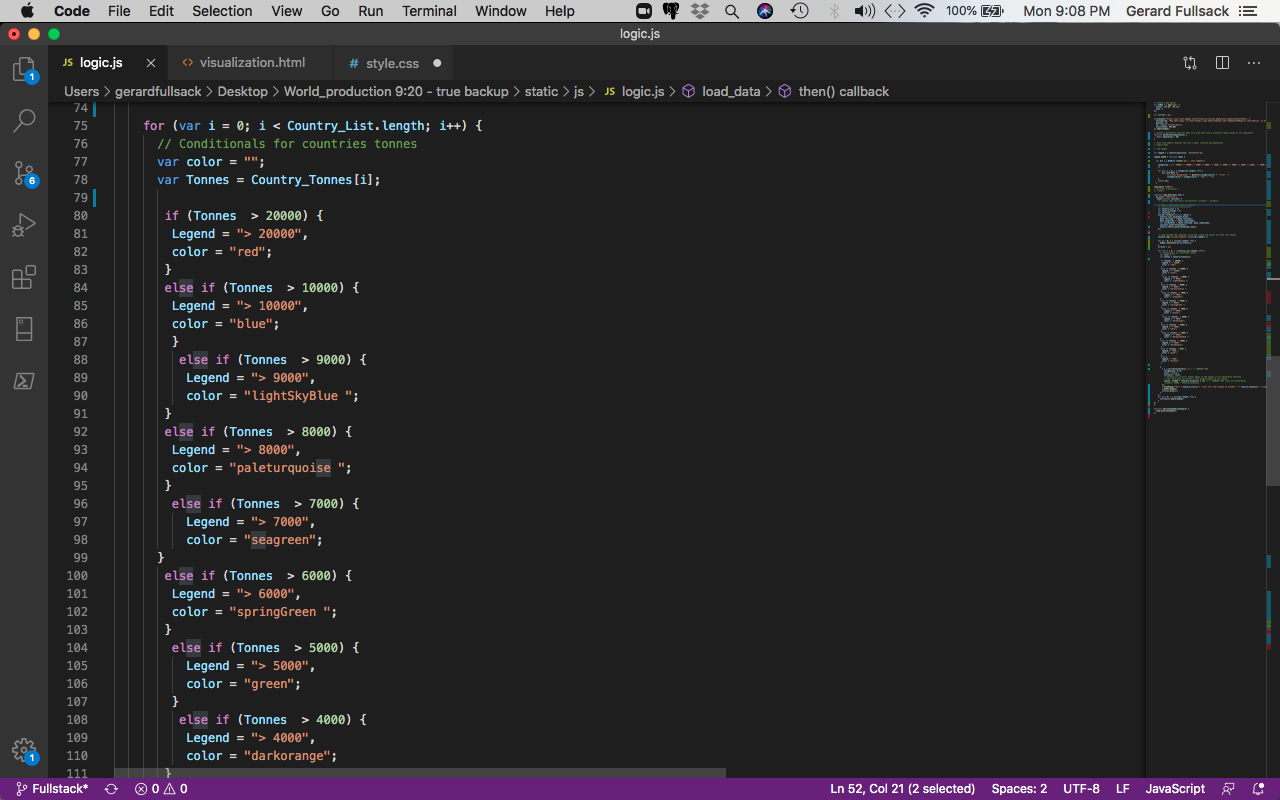 Code File Edit Selection View Go Run Terminal Window Help 100% Mon 9:08 PM Gerard Fullsack
logic.js
JS logic.js × <> visualization.html # style.css ●
Users > gerardfullsack > Desktop > World_production 9:20 - true backup > static > js > JS logic.js > load_data > then() callback
74
75 for (var i = 0; i < Country_List.length; i++) {
76 // Conditionals for countries tonnes
77 var color = "";
78 var Tonnes = Country_Tonnes[i];
79
80 if (Tonnes  > 20000) {
81 Legend = "> 20000",
82 color = "red";
83 }
84 else if (Tonnes  > 10000) {
85 Legend = "> 10000",
86 color = "blue";
87 }
88 else if (Tonnes  > 9000) {
89 Legend = "> 9000",
90 color = "lightSkyBlue ";
91 }
92 else if (Tonnes  > 8000) {
93 Legend = "> 8000",
94 color = "paleturquoise ";
95 }
96 else if (Tonnes  > 7000) {
97 Legend = "> 7000",
98 color = "seagreen";
99 }
100 else if (Tonnes  > 6000) {
101 Legend = "> 6000",
102 color = "springGreen ";
103 }
104 else if (Tonnes  > 5000) {
105 Legend = "> 5000",
106 color = "green";
107 }
108 else if (Tonnes  > 4000) {
109 Legend = "> 4000",
110 color = "darkorange";
111 }
1
6
1
Fullstack* 0 0 Ln 52, Col 21 (2 selected) Spaces: 2 UTF-8 LF JavaScript